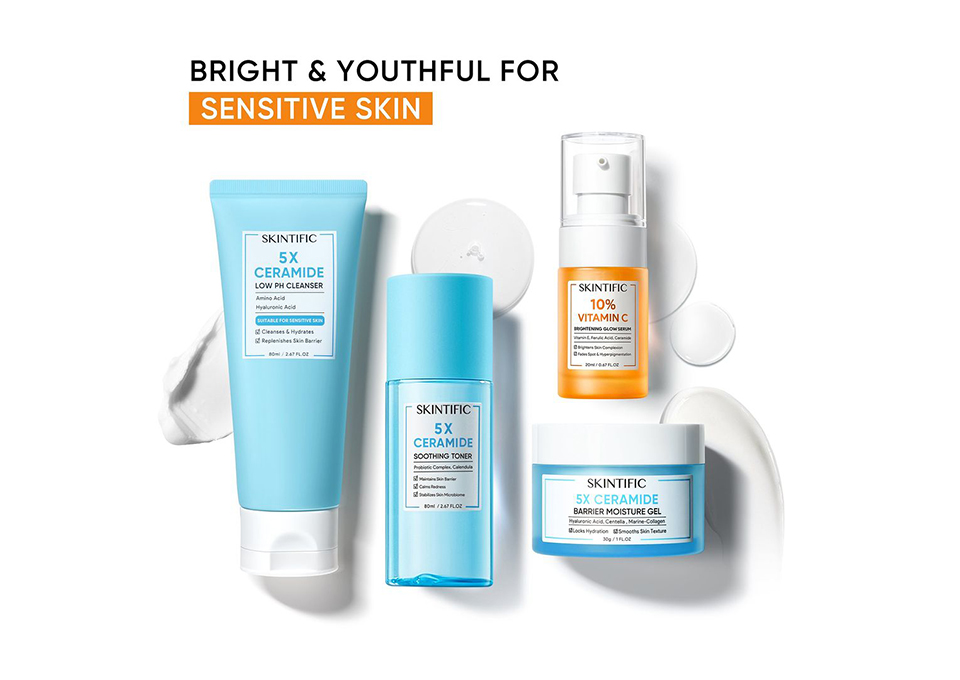 BRIGHT & YOUTHFUL FOR
SENSITIVE SKIN
SKINTIFIC
5X
CERAMIDE
LOW PH CLEANSER
Amino Acid
Hyaluronic Acid
SUITABLE FOR SENSITIVE SKIN
Cleanses & Hydrates
Replenishes Skin Barrier
80ml / 2.67 FL.OZ
SKINTIFIC
5X
CERAMIDE
SOOTHING TONER
Probiotic Complex, Calendula
Maintains Skin Barrier
Calms Redness
Stabilizes Skin Microbiome
80ml / 2.67 FL.OZ
SKINTIFIC
10%
VITAMIN C
BRIGHTENING GLOW SERUM
Vitamin E, Ferulic Acid, Ceramide
Brightens Skin Complexion
Fades Spot & Hyperpigmentation
20ml / 0.67 FL.OZ
SKINTIFIC
5X CERAMIDE
BARRIER MOISTURE GEL
Hyaluronic Acid, Centella , Marine-Collagen
Locks Hydration Smooths Skin Texture
30g / 1 FL.OZ